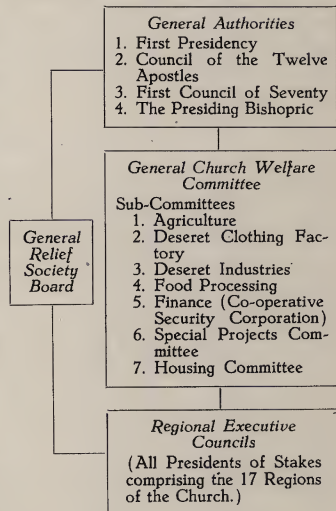 General Authorities
1. First Presidency
2. Council of the Twelve
Apostles
3. First Council of Seventy
4. The Presiding Bishopric
General Church Welfare
Committee
Sub-Committees
1. Agriculture
2. Deseret Clothing Fac-
tory
3. Deseret Industries
4. Food Processing
5. Finance (Co-operative
Security Corporation)
6. Special Projects Com-
mittee
7. Housing Committee
General
Relief
Society
Board
Regional Executive
Councils
(All Presidents of Stakes
comprising the 17 Regions
of the Church.)